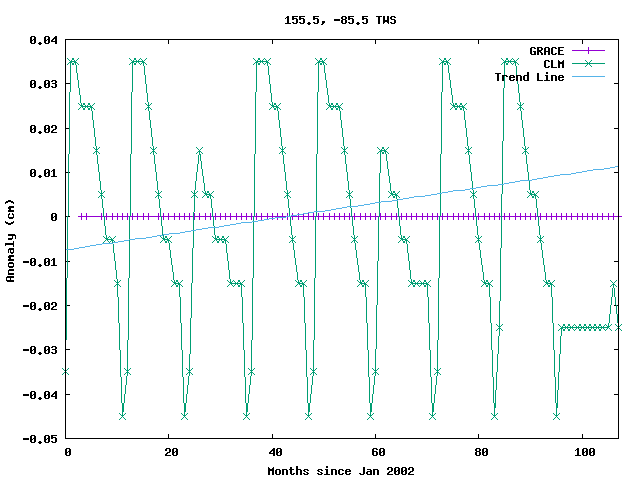 155.5, -85.5 TWS
GRACE
CLM
Trend Line
0.04
0.03
0.02
0.01
0
-0.01
-0.02
-0.03
-0.04
-0.05
Anomaly (cm)
0 20 40 60 80 100
Months since Jan 2002